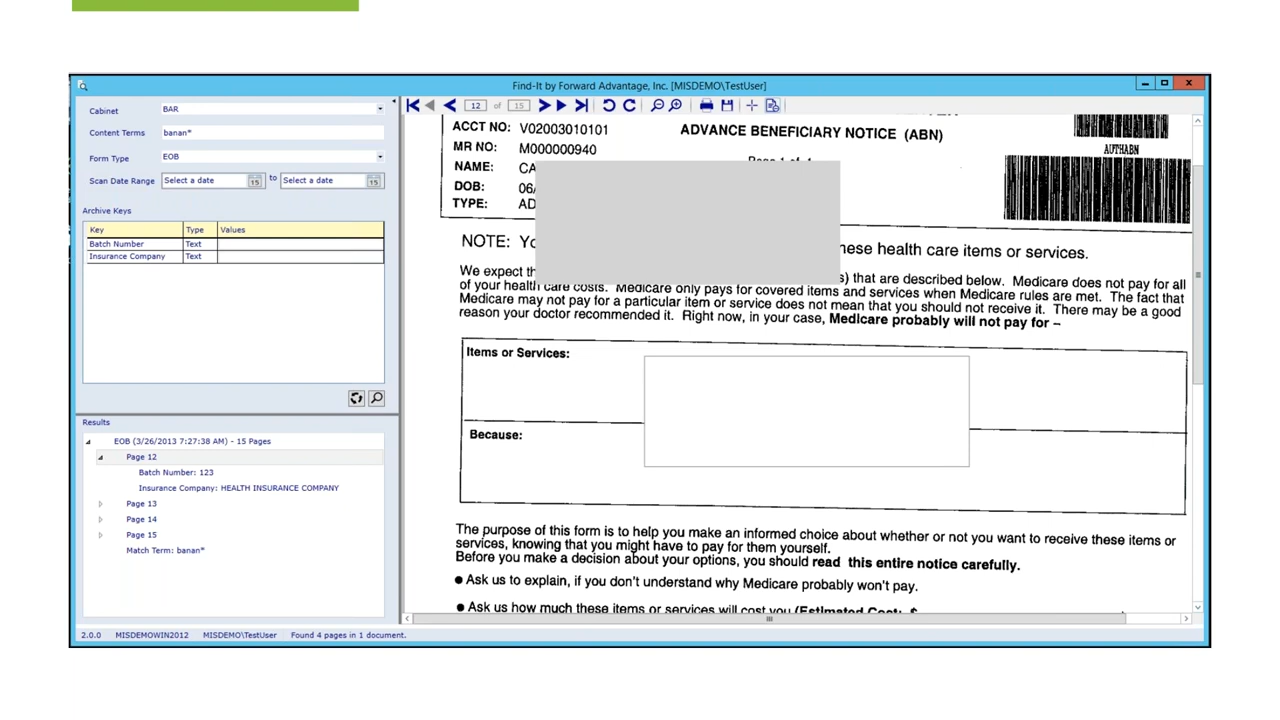 Find-It by Forward Advantage, Inc. [MISDEMO\TestUser]
Cabinet BAR
Content Terms banan*
Form Type EOB
Scan Date Range Select a date 15 to Select a date 15
Archive Keys
Key Type Values
Batch Number Text
Insurance Company Text
Results
EOB (3/26/2013 7:27:38 AM) - 15 Pages
Page 12
Batch Number: 123
Insurance Company: HEALTH INSURANCE COMPANY
Page 13
Page 14
Page 15
Match Term: banan*
12 of 15
ACCT NO: V02003010101
MR NO: M000000940
NAME: CA
DOB: 06/
TYPE: AD
ADVANCE BENEFICIARY NOTICE (ABN)
AUTHABN
NOTE: Yo
hese health care items or services.
We expect th
s) that are described below. Medicare does not pay for all
of your health care costs. Medicare only pays for covered items and services when Medicare rules are met. The fact that
Medicare may not pay for a particular item or service does not mean that you should not receive it. There may be a good
reason your doctor recommended it. Right now, in your case, Medicare probably will not pay for –
Items or Services:
Because:
The purpose of this form is to help you make an informed choice about whether or not you want to receive these items or
services, knowing that you might have to pay for them yourself.
Before you make a decision about your options, you should read this entire notice carefully.
● Ask us to explain, if you don't understand why Medicare probably won't pay.
● Ask us how much these items or services will cost you (Estimated Cost: $
2.0.0 MISDEMOWIN2012 MISDEMO\TestUser Found 4 pages in 1 document.